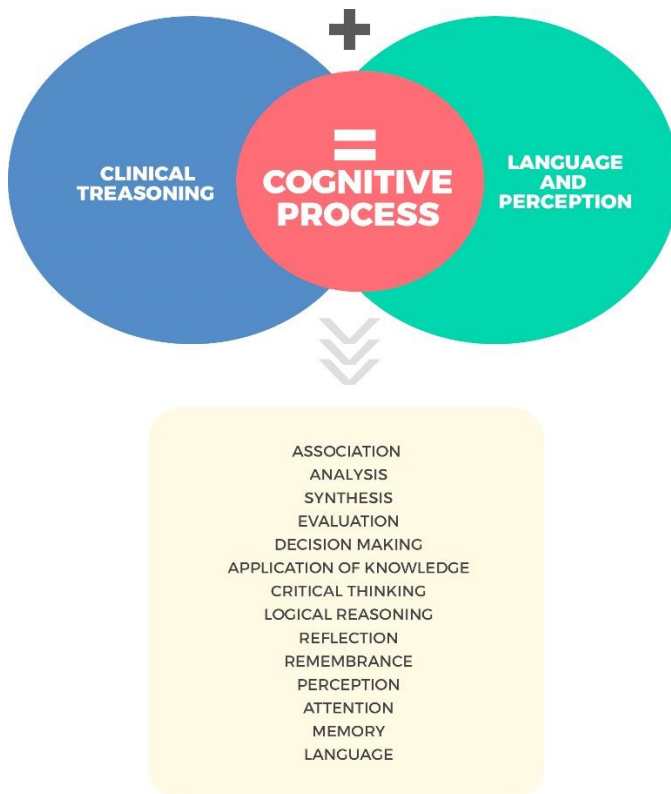 +
CLINICAL
TREASONING
=
COGNITIVE
PROCESS
LANGUAGE
AND
PERCEPTION
ASSOCIATION
ANALYSIS
SYNTHESIS
EVALUATION
DECISION MAKING
APPLICATION OF KNOWLEDGE
CRITICAL THINKING
LOGICAL REASONING
REFLECTION
REMEMBRANCE
PERCEPTION
ATTENTION
MEMORY
LANGUAGE